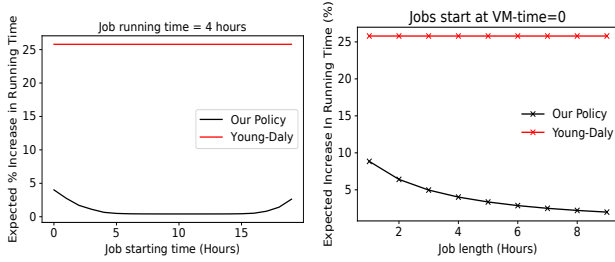 Job running time = 4 hours
Expected % Increase in Running Time
25
20
15
10
5
0
Our Policy
Young-Daly
0
5
10
15
Job starting time (Hours)
Jobs start at VM-time=0
Expected Increase In Running Time (%)
25
20
15
10
5
Our Policy
Young-Daly
2
4
6
8
Job length (Hours)